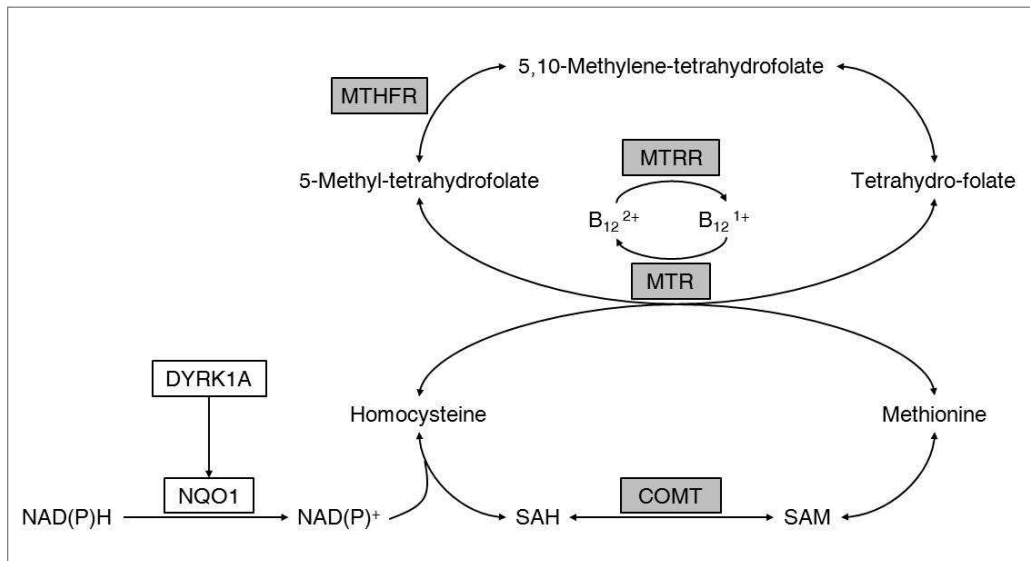 5,10-Methylene-tetrahydrofolate
MTHFR
MTRR
5-Methyl-tetrahydrofolate
Tetrahydro-folate
B₁₂ ²⁺
B₁₂ ¹⁺
MTR
DYRK1A
Homocysteine
Methionine
NQO1
COMT
NAD(P)H
NAD(P)⁺
SAH
SAM